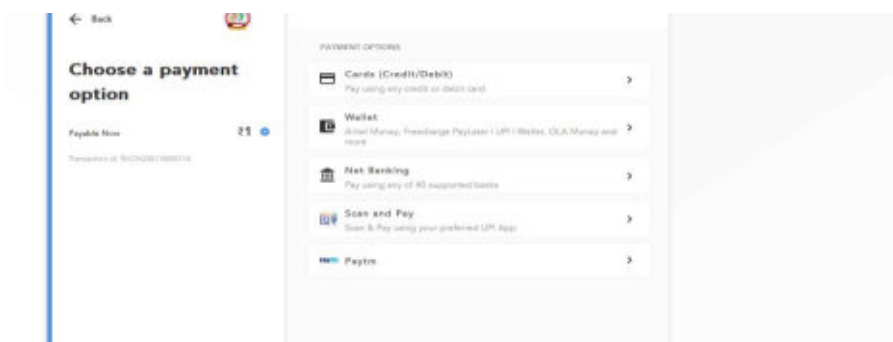 Back
Choose a payment
option
Payable Now ₹1
Transaction id:
PAYMENT OPTIONS
Cards (Credit/Debit)
Pay using any credit or debit card
Wallet
Airtel Money, Freecharge PayLater | UPI | Wallet, OLA Money and
more
Net Banking
Pay using any of 40 supported banks
Scan and Pay
Scan & Pay using your preferred UPI App
Paytm